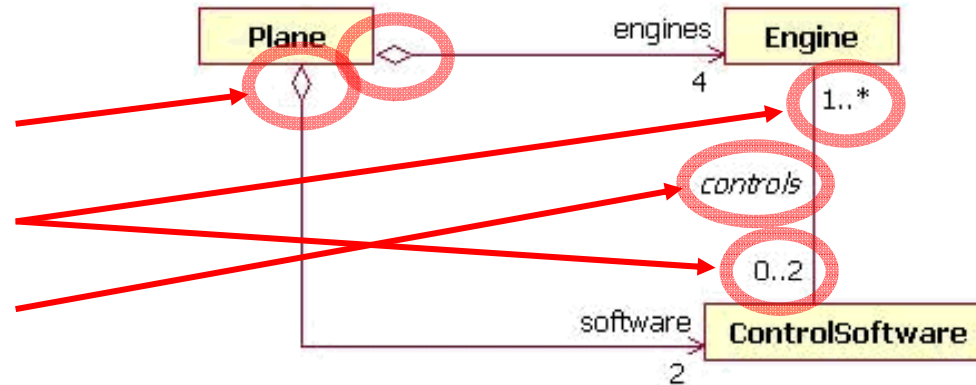 Plane
engines
Engine
4
1..*
controls
0..2
software
ControlSoftware
2